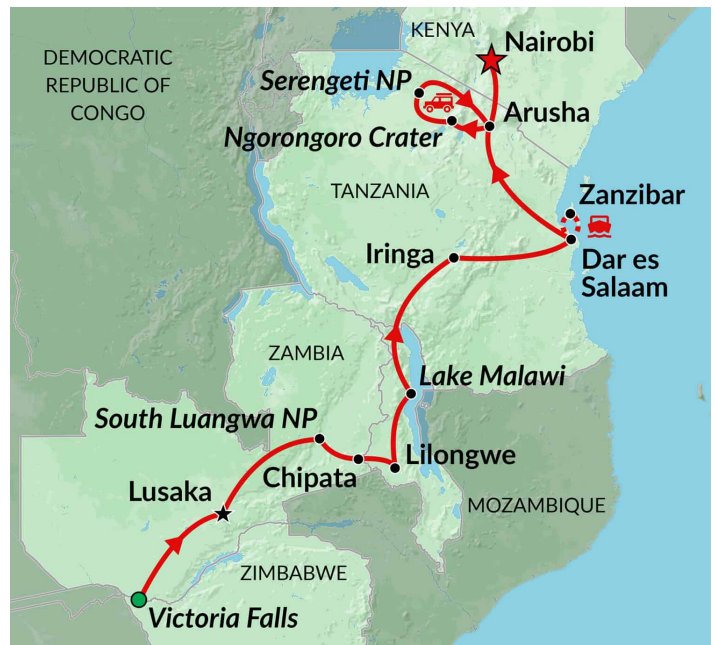 KENYA
Nairobi
DEMOCRATIC
REPUBLIC OF
CONGO
Serengeti NP
Arusha
Ngorongoro Crater
TANZANIA
Zanzibar
Iringa
Dar es
Salaam
ZAMBIA
Lake Malawi
South Luangwa NP
Lilongwe
Chipata
Lusaka
MOZAMBIQUE
ZIMBABWE
Victoria Falls